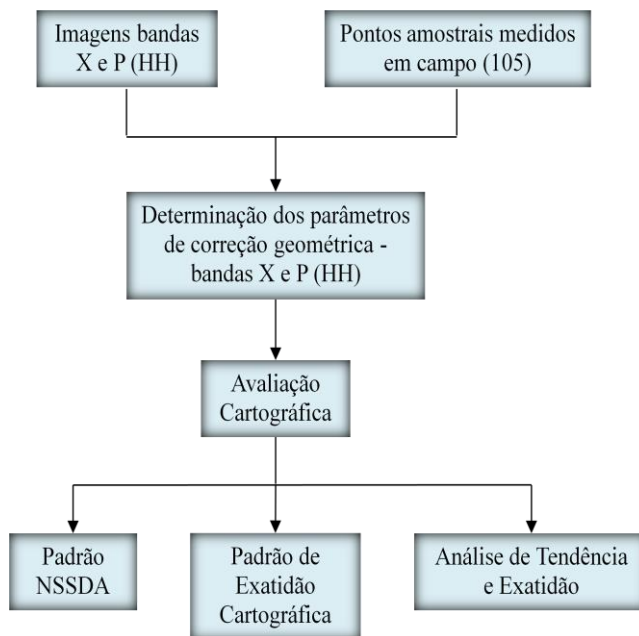 Imagens bandas
X e P (HH)
Pontos amostrais medidos
em campo (105)
Determinação dos parâmetros
de correção geométrica -
bandas X e P (HH)
Avaliação
Cartográfica
Padrão
NSSDA
Padrão de
Exatidão
Cartográfica
Análise de Tendência
e Exatidão